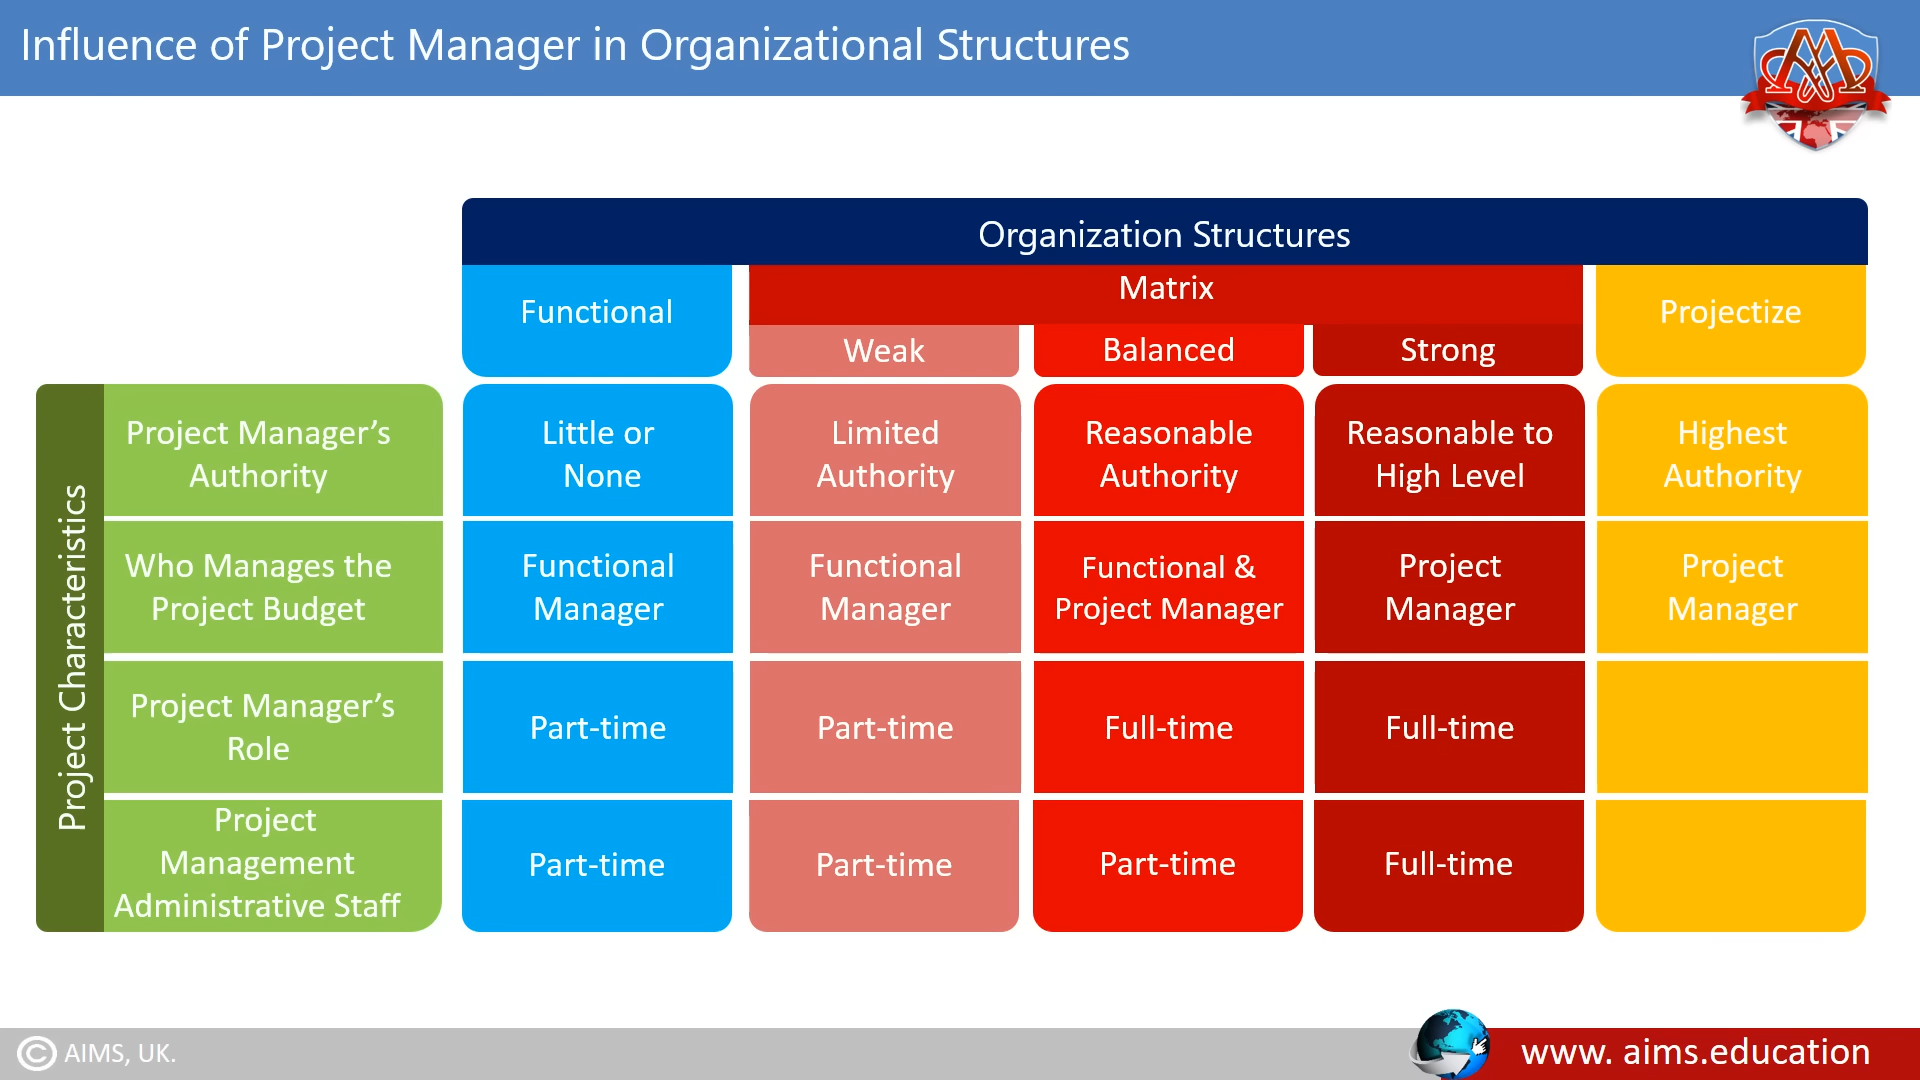 Influence of Project Manager in Organizational Structures
Organization Structures
Functional
Matrix
Projectize
Weak
Balanced
Strong
Project Characteristics
Project Manager’s
Authority
Little or
None
Limited
Authority
Reasonable
Authority
Reasonable to
High Level
Highest
Authority
Who Manages the
Project Budget
Functional
Manager
Functional
Manager
Functional &
Project Manager
Project
Manager
Project
Manager
Project Manager’s
Role
Part-time
Part-time
Full-time
Full-time
Project
Management
Administrative Staff
Part-time
Part-time
Part-time
Full-time
© AIMS, UK.
www. aims.education